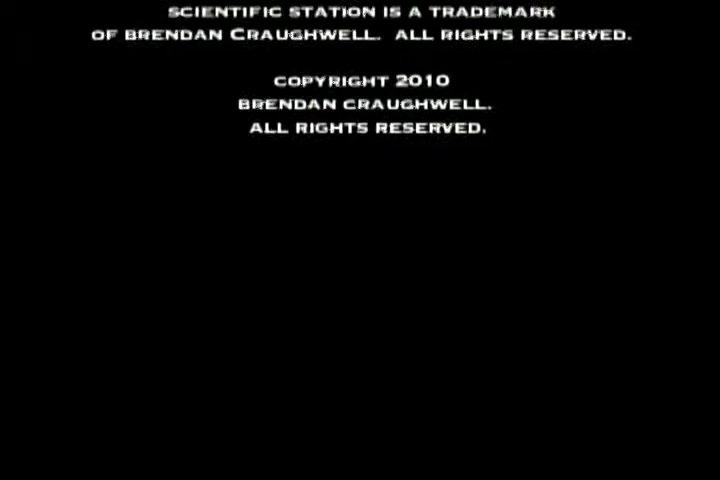 SCIENTIFIC STATION IS A TRADEMARK
OF BRENDAN CRAUGHWELL. ALL RIGHTS RESERVED.
COPYRIGHT 2010
BRENDAN CRAUGHWELL.
ALL RIGHTS RESERVED.